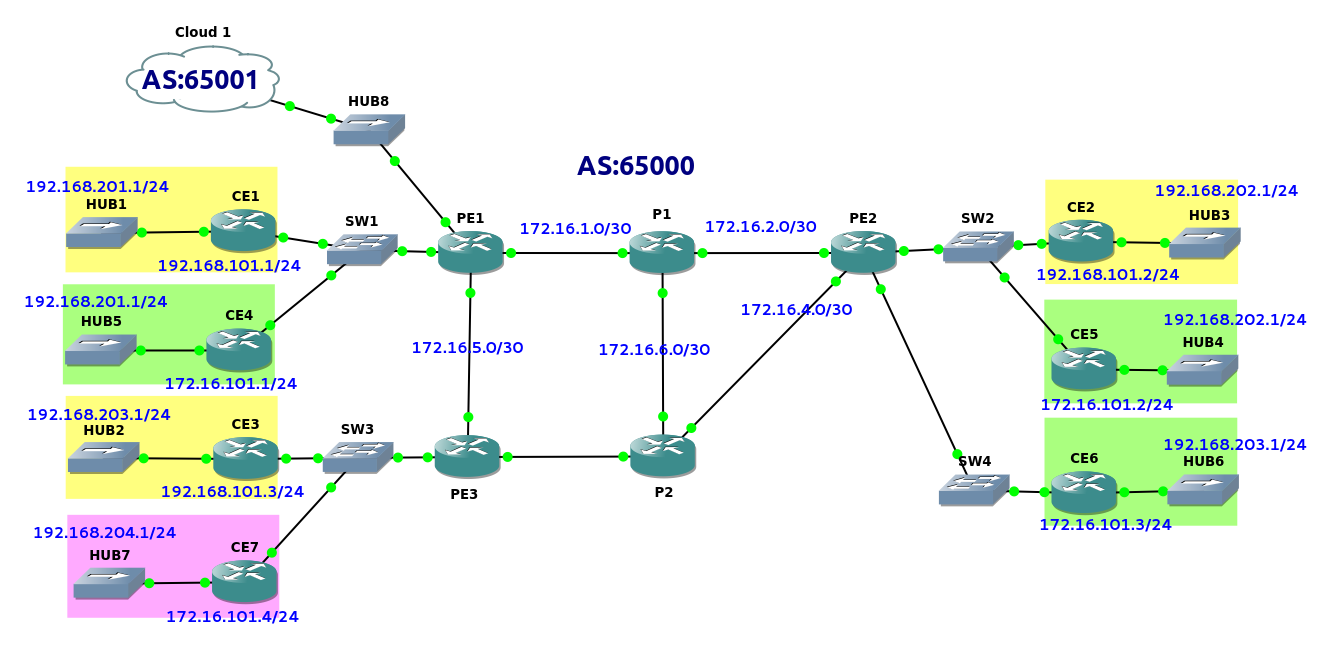 Cloud 1
AS:65001
HUB8
AS:65000
192.168.201.1/24
HUB1
CE1
192.168.101.1/24
SW1
PE1
172.16.1.0/30
P1
172.16.2.0/30
PE2
SW2
192.168.202.1/24
CE2
HUB3
192.168.101.2/24
192.168.201.1/24
HUB5
CE4
172.16.101.1/24
172.16.5.0/30
172.16.6.0/30
172.16.4.0/30
192.168.202.1/24
CE5
HUB4
172.16.101.2/24
192.168.203.1/24
HUB2
CE3
192.168.101.3/24
SW3
PE3
P2
SW4
192.168.203.1/24
CE6
HUB6
172.16.101.3/24
192.168.204.1/24
HUB7
CE7
172.16.101.4/24